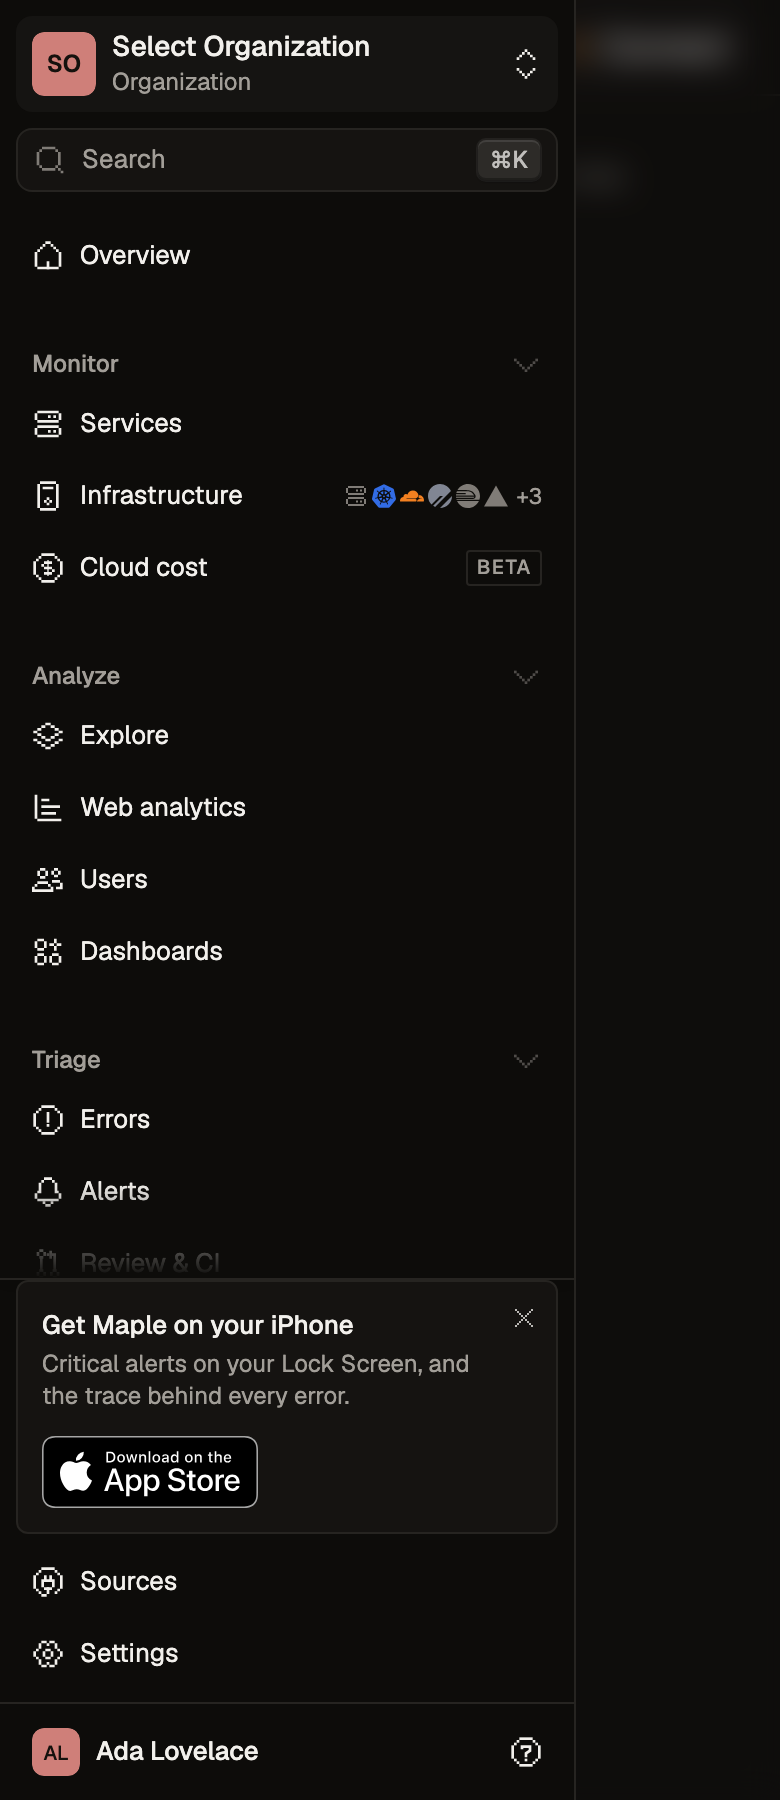 SO
Select Organization
Organization
Search
⌘K
Overview
Monitor
Services
Infrastructure
+3
Cloud cost
BETA
Analyze
Explore
Web analytics
Users
Dashboards
Triage
Errors
Alerts
Review & CI
Get Maple on your iPhone
Critical alerts on your Lock Screen, and
the trace behind every error.
Download on the
App Store
Sources
Settings
AL
Ada Lovelace